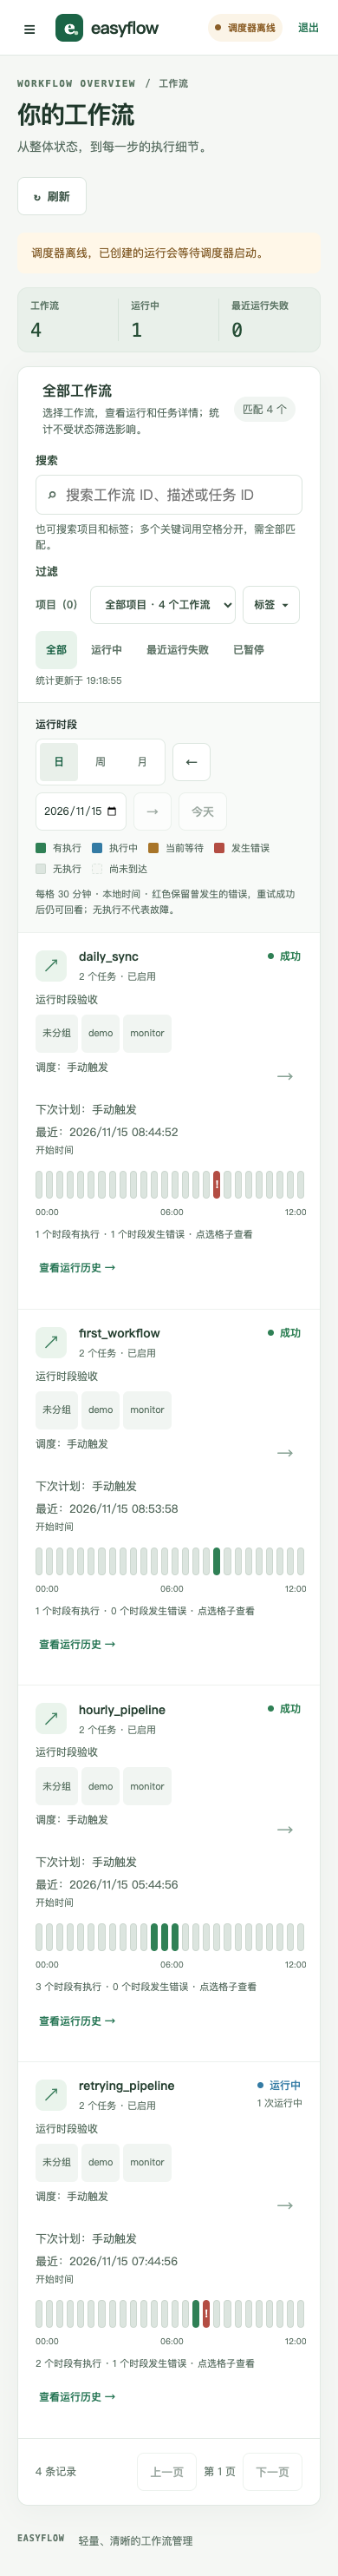 easyflow
调度器离线
退出
WORKFLOW OVERVIEW / 工作流
你的工作流
从整体状态，到每一步的执行细节。
↻ 刷新
调度器离线，已创建的运行会等待调度器启动。
工作流
4
运行中
1
最近运行失败
0
全部工作流
选择工作流，查看运行和任务详情；统
计不受状态筛选影响。
匹配 4 个
搜索
搜索工作流 ID、描述或任务 ID
也可搜索项目和标签；多个关键词用空格分开，需全部匹
配。
过滤
项目（0） 全部项目 · 4 个工作流 标签
全部 运行中 最近运行失败 已暂停
统计更新于 19:18:55
运行时段
日 周 月 ←
2026/11/15 → 今天
有执行 执行中 当前等待 发生错误
无执行 尚未到达
每格 30 分钟 · 本地时间 · 红色保留曾发生的错误，重试成功
后仍可回看；无执行不代表故障。
↗ daily_sync 成功
2 个任务 · 已启用
运行时段验收
未分组 demo monitor
调度：手动触发
→
下次计划：手动触发
最近：2026/11/15 08:44:52
开始时间
!
00:00 06:00 12:00
1 个时段有执行 · 1 个时段发生错误 · 点选格子查看
查看运行历史 →
↗ first_workflow 成功
2 个任务 · 已启用
运行时段验收
未分组 demo monitor
调度：手动触发
→
下次计划：手动触发
最近：2026/11/15 08:53:58
开始时间
00:00 06:00 12:00
1 个时段有执行 · 0 个时段发生错误 · 点选格子查看
查看运行历史 →
↗ hourly_pipeline 成功
2 个任务 · 已启用
运行时段验收
未分组 demo monitor
调度：手动触发
→
下次计划：手动触发
最近：2026/11/15 05:44:56
开始时间
00:00 06:00 12:00
3 个时段有执行 · 0 个时段发生错误 · 点选格子查看
查看运行历史 →
↗ retrying_pipeline 运行中
2 个任务 · 已启用 1 次运行中
运行时段验收
未分组 demo monitor
调度：手动触发
→
下次计划：手动触发
最近：2026/11/15 07:44:56
开始时间
!
00:00 06:00 12:00
2 个时段有执行 · 1 个时段发生错误 · 点选格子查看
查看运行历史 →
4 条记录 上一页 第 1 页 下一页
EASYFLOW 轻量、清晰的工作流管理